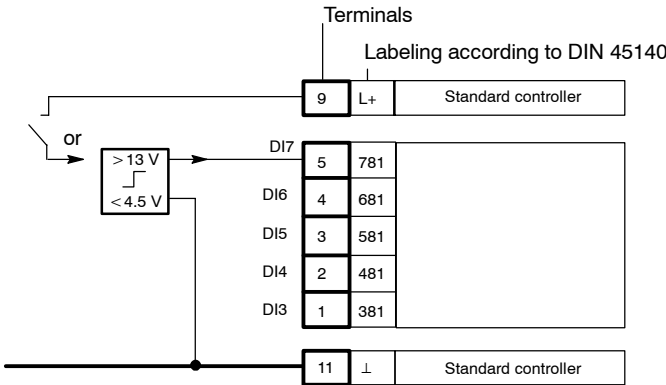 Terminals
Labeling according to DIN 45140
9 L+ Standard controller
or
DI7 5 781
>13 V
<4.5 V
DI6 4 681
DI5 3 581
DI4 2 481
DI3 1 381
11 ⊥ Standard controller